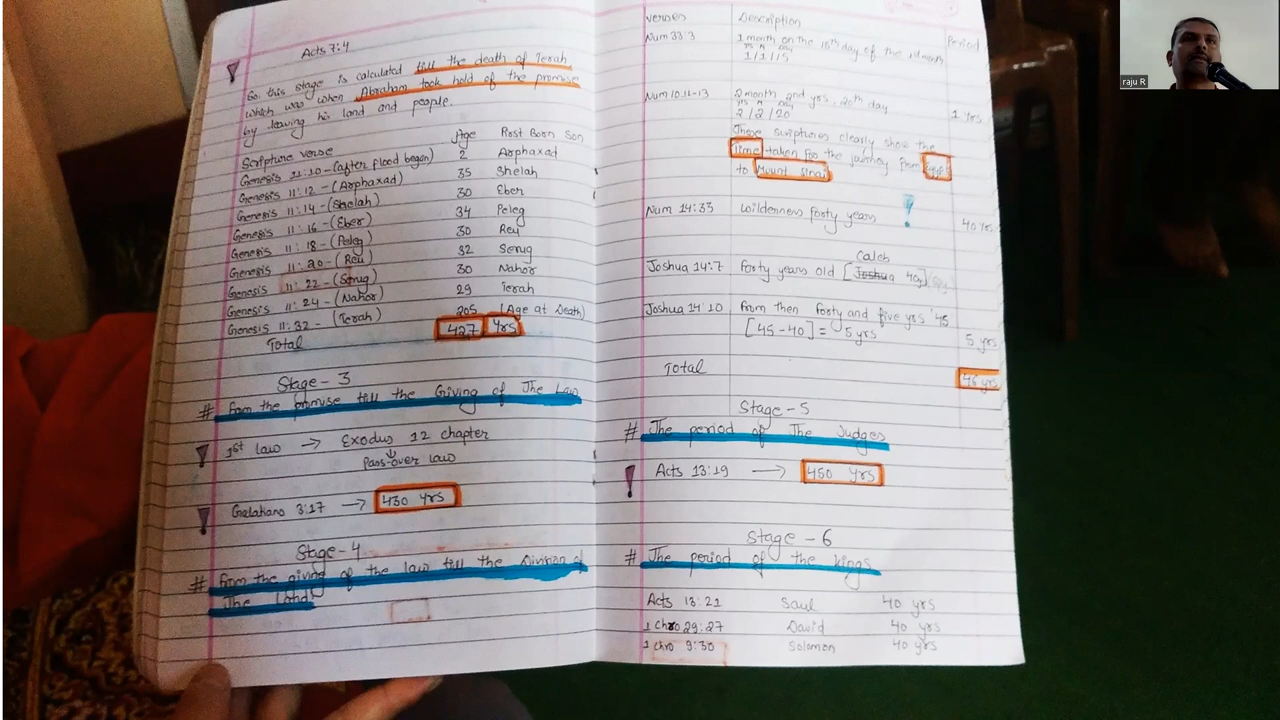 Acts 7:4
So this stage is calculated till the death of Terah
which was when Abraham took hold of the promise
by leaving his land and people.
Scripture verse Age First Born Son
Genesis 11:10 - (after flood began) 2 Arphaxad
Genesis 11:12 - (Arphaxad) 35 Shelah
Genesis 11:14 - (Shelah) 30 Eber
Genesis 11:16 - (Eber) 34 Peleg
Genesis 11:18 - (Peleg) 30 Reu
Genesis 11:20 - (Reu) 32 Serug
Genesis 11:22 - (Serug) 30 Nahor
Genesis 11:24 - (Nahor) 29 Terah
Genesis 11:32 - (Terah) 205 (Age at Death)
Total 427 Yrs
Stage - 3
# From the promise till the Giving of The Law
1st law → Exodus 12 chapter
Pass-over law
Galatians 3:17 → 430 Yrs
Stage - 4
# From the giving of the law till the Division of
The Land
verses Description Period
Num 33:3 1 month on the 15th day of the 1st month
1/1/15
Num 10:11-13 2 month 2nd yrs, 20th day
yrs M Day
2/2/20 1 Yrs
These scriptures clearly show the
time taken for the journey from Egypt
to Mount Sinai
Num 14:33 Wilderness forty years 40 Yrs
Caleb
Joshua 14:7 Forty years old [Joshua 40]
Joshua 14:10 From then forty and five yrs 45
[45-40] = 5 yrs 5 yrs
Total 46 yrs
Stage - 5
# The period of The Judges
Acts 13:19 → 450 yrs
Stage - 6
# The period of the kings
Acts 13:21 Saul 40 yrs
1 Chro 29:27 David 40 yrs
1 Chro 9:30 Solomon 40 yrs
raju R